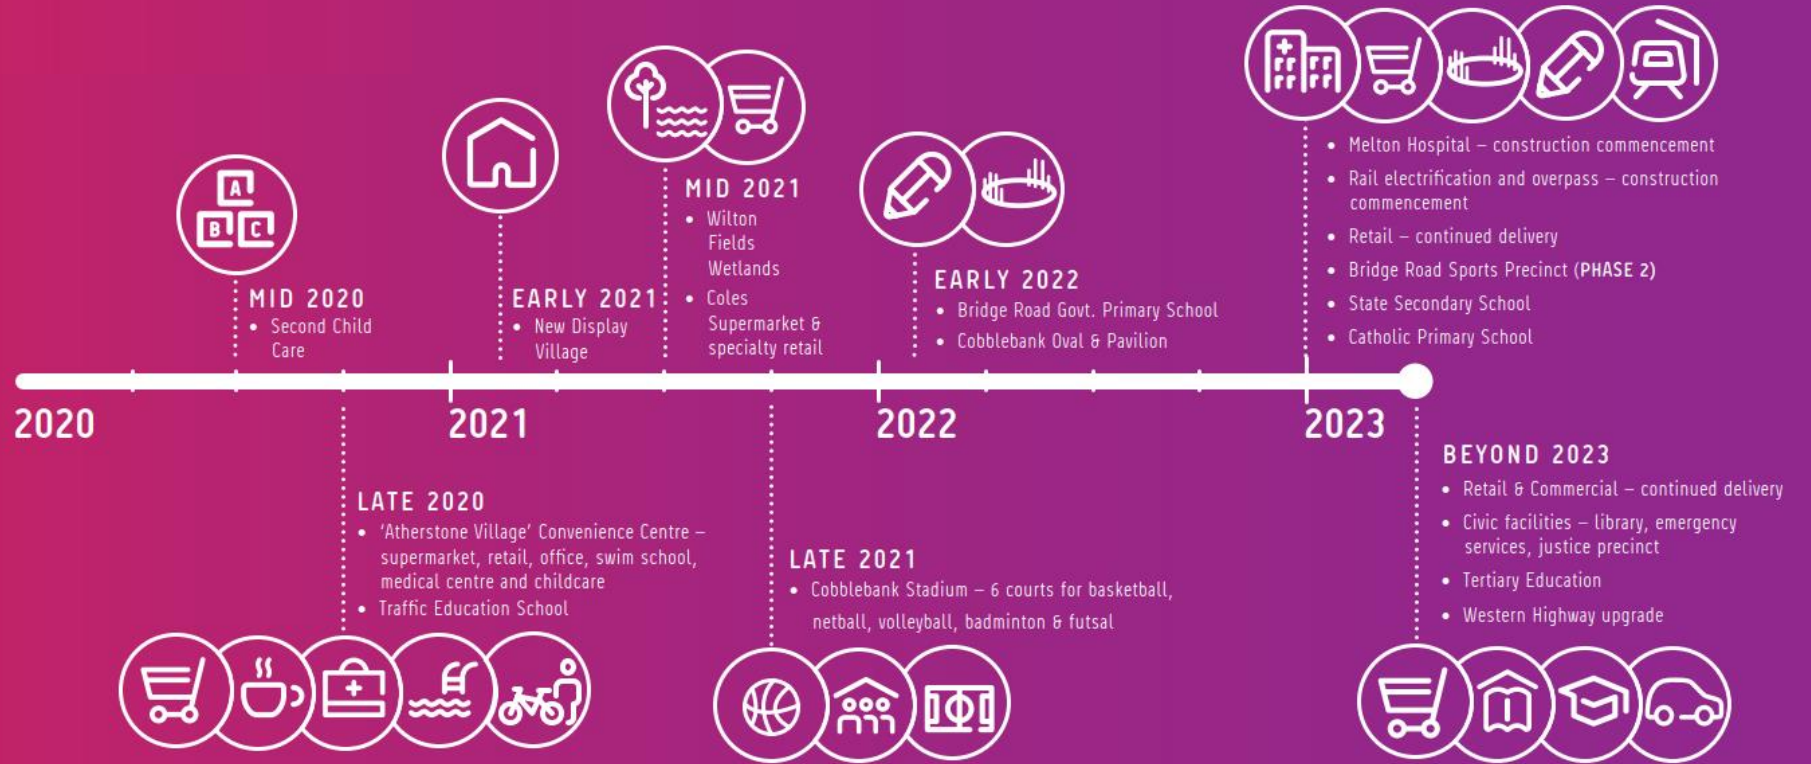 A
B C
MID 2020
• Second Child
Care
EARLY 2021
• New Display
Village
MID 2021
• Wilton
Fields
Wetlands
• Coles
Supermarket &
specialty retail
EARLY 2022
• Bridge Road Govt. Primary School
• Cobblebank Oval & Pavilion
• Melton Hospital – construction commencement
• Rail electrification and overpass – construction
commencement
• Retail – continued delivery
• Bridge Road Sports Precinct (PHASE 2)
• State Secondary School
• Catholic Primary School
2020
2021
2022
2023
LATE 2020
• ‘Atherstone Village’ Convenience Centre –
supermarket, retail, office, swim school,
medical centre and childcare
• Traffic Education School
LATE 2021
• Cobblebank Stadium – 6 courts for basketball,
netball, volleyball, badminton & futsal
BEYOND 2023
• Retail & Commercial – continued delivery
• Civic facilities – library, emergency
services, justice precinct
• Tertiary Education
• Western Highway upgrade